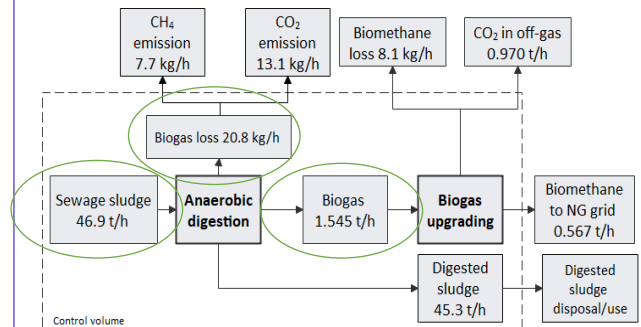 CH₄
emission
7.7 kg/h
CO₂
emission
13.1 kg/h
Biomethane
loss 8.1 kg/h
CO₂ in off-gas
0.970 t/h
Biogas loss 20.8 kg/h
Sewage sludge
46.9 t/h
Anaerobic
digestion
Biogas
1.545 t/h
Biogas
upgrading
Biomethane
to NG grid
0.567 t/h
Digested
sludge
45.3 t/h
Digested
sludge
disposal/use
Control volume